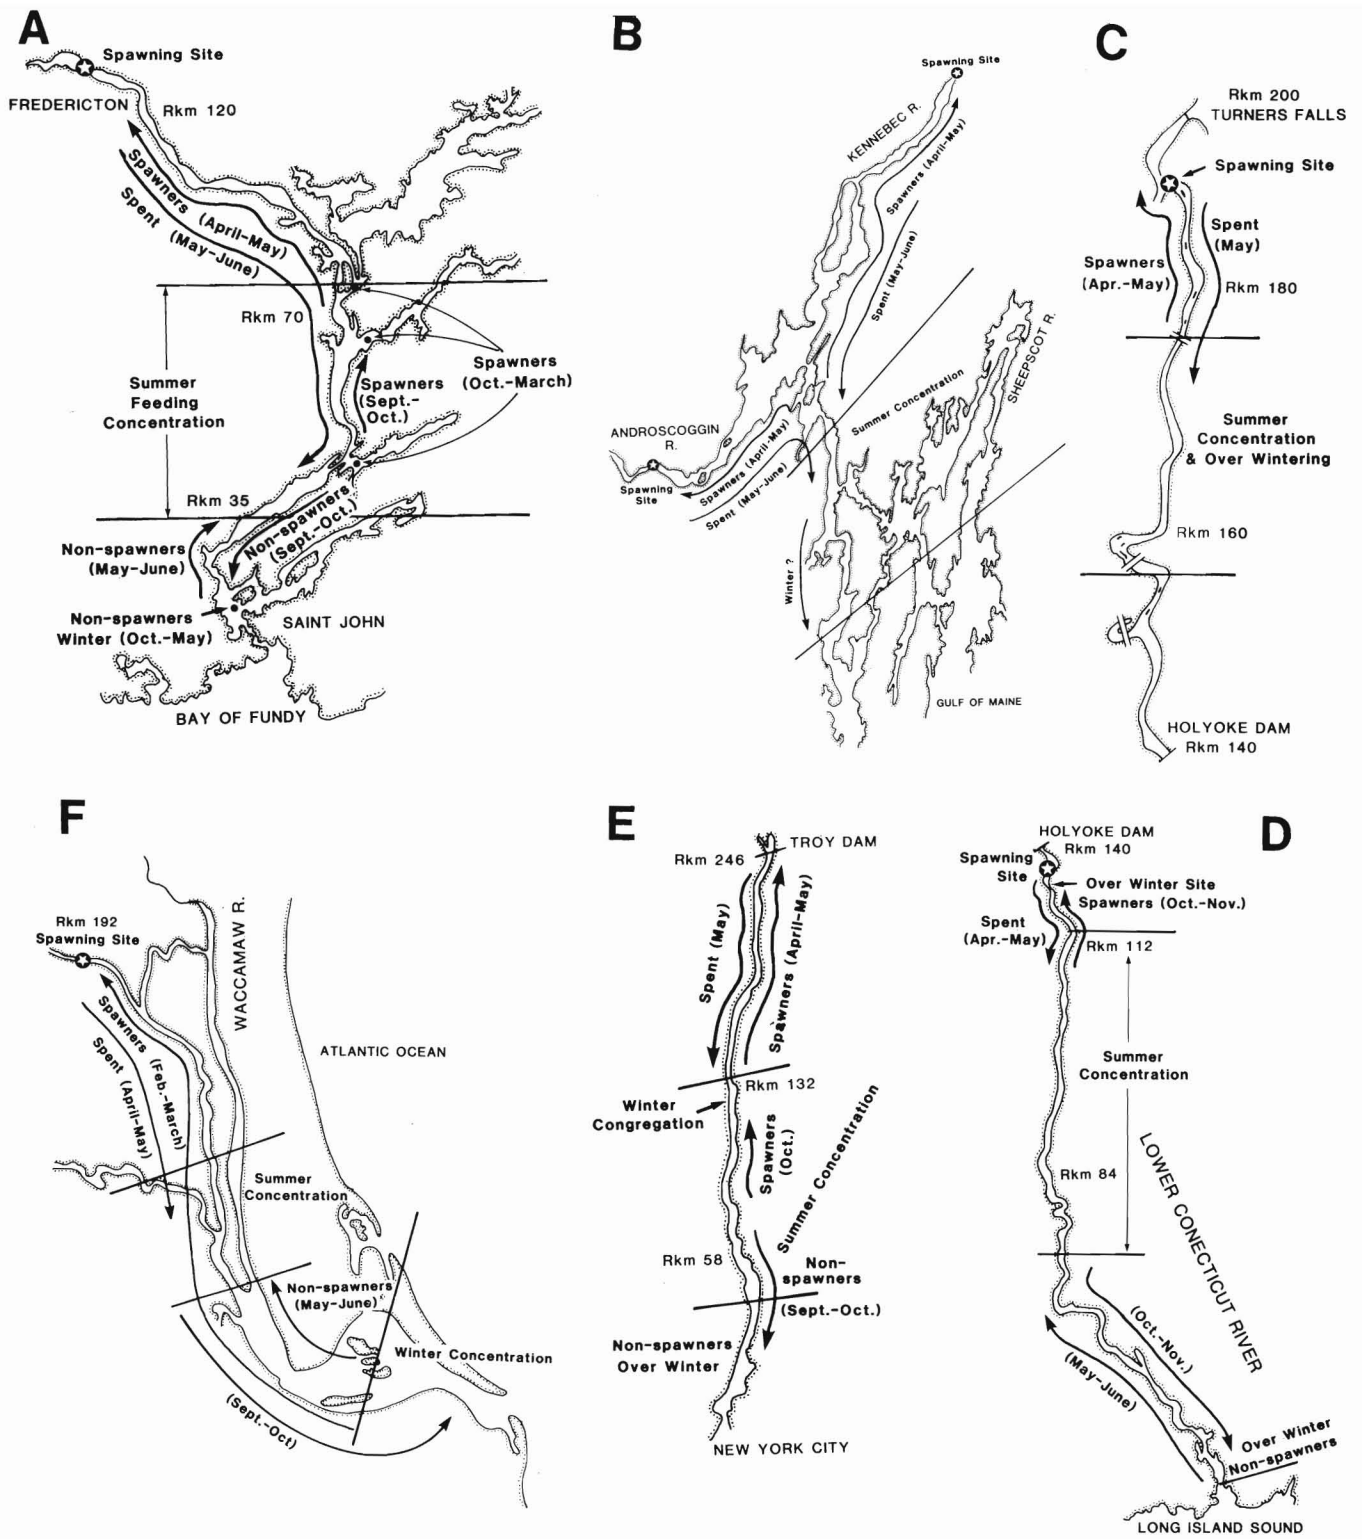 A
Spawning Site
FREDERICTON
Rkm 120
Spawners (April-May)
Spent (May-June)
Rkm 70
Summer
Feeding
Concentration
Spawners
(Oct.-March)
Spawners
(Sept.-
Oct.)
Rkm 35
Non-spawners
(Sept.-Oct.)
Non-spawners
(May-June)
Non-spawners
Winter (Oct.-May)
SAINT JOHN
BAY OF FUNDY
B
Spawning Site
KENNEBEC R.
Spawners (April-May)
Spent (May-June)
SHEEPSCOT R.
Summer Concentration
ANDROSCOGGIN
R.
Spawning
Site
Spawners (April-May)
Spent (May-June)
Winter ?
GULF OF MAINE
C
Rkm 200
TURNERS FALLS
Spawning Site
Spent
(May)
Spawners
(Apr.-May)
Rkm 180
Summer
Concentration
& Over Wintering
Rkm 160
HOLYOKE DAM
Rkm 140
F
Rkm 192
Spawning Site
WACCAMAW R.
Spawners (Feb.-March)
Spent (April-May)
ATLANTIC OCEAN
Summer
Concentration
Non-spawners
(May-June)
Winter Concentration
(Sept.-Oct)
E
TROY DAM
Rkm 246
Spent (May)
Spawners (April-May)
Rkm 132
Winter
Congregation
Spawners
(Oct.)
Summer Concentration
Rkm 58
Non-
spawners
(Sept.-Oct.)
Non-spawners
Over Winter
NEW YORK CITY
D
HOLYOKE DAM
Rkm 140
Spawning
Site
Over Winter Site
Spawners (Oct.-Nov.)
Spent
(Apr.-May)
Rkm 112
Summer
Concentration
Rkm 84
LOWER CONECTICUT RIVER
(Oct.-Nov.)
(May-June)
Over Winter
Non-spawners
LONG ISLAND SOUND